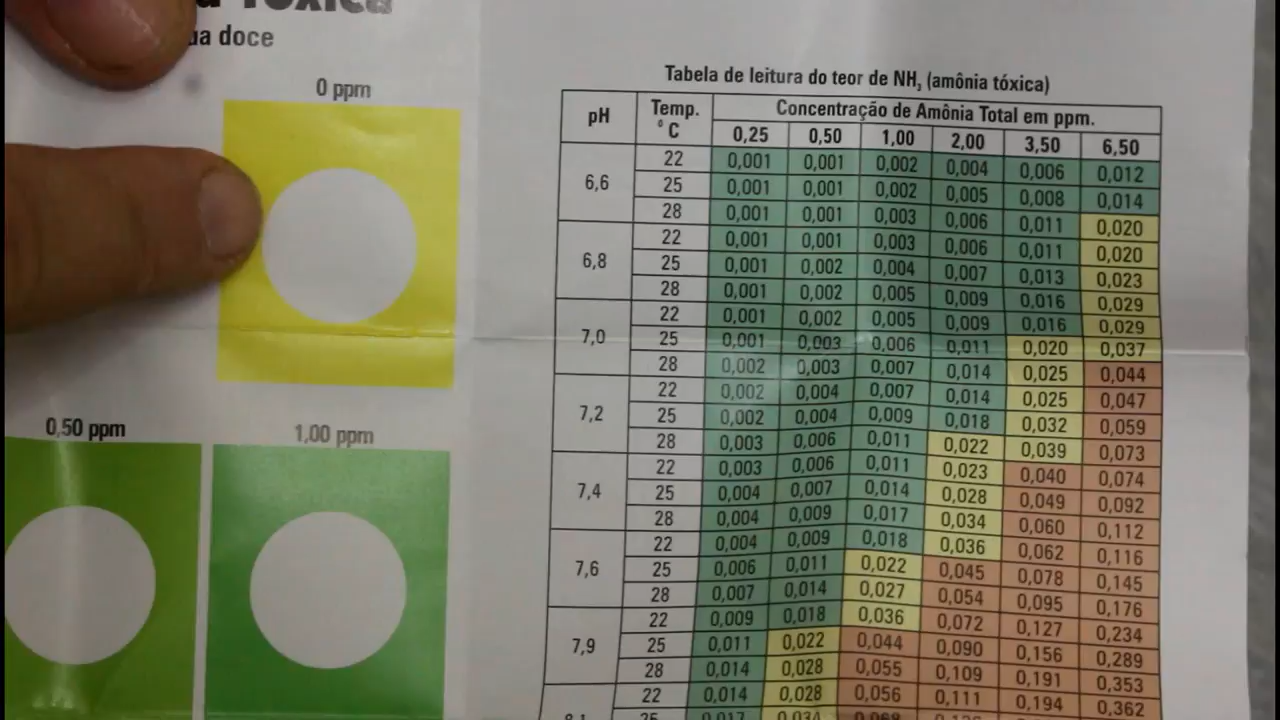 Tóxica
doce
0 ppm
0,50 ppm
1,00 ppm
Tabela de leitura do teor de NH₃ (amônia tóxica)
pH Temp. °C Concentração de Amônia Total em ppm.
0,25 0,50 1,00 2,00 3,50 6,50
6,6 22 0,001 0,001 0,002 0,004 0,006 0,012
25 0,001 0,001 0,002 0,005 0,008 0,014
28 0,001 0,001 0,003 0,006 0,011 0,020
6,8 22 0,001 0,001 0,003 0,006 0,011 0,020
25 0,001 0,002 0,004 0,007 0,013 0,023
28 0,001 0,002 0,005 0,009 0,016 0,029
7,0 22 0,001 0,002 0,005 0,009 0,016 0,029
25 0,001 0,003 0,006 0,011 0,020 0,037
28 0,002 0,003 0,007 0,014 0,025 0,044
7,2 22 0,002 0,004 0,007 0,014 0,025 0,047
25 0,002 0,004 0,009 0,018 0,032 0,059
28 0,003 0,006 0,011 0,022 0,039 0,073
7,4 22 0,003 0,006 0,011 0,023 0,040 0,074
25 0,004 0,007 0,014 0,028 0,049 0,092
28 0,004 0,009 0,017 0,034 0,060 0,112
7,6 22 0,004 0,009 0,018 0,036 0,062 0,116
25 0,006 0,011 0,022 0,045 0,078 0,145
28 0,007 0,014 0,027 0,054 0,095 0,176
7,9 22 0,009 0,018 0,036 0,072 0,127 0,234
25 0,011 0,022 0,044 0,090 0,156 0,289
28 0,014 0,028 0,055 0,109 0,191 0,353
22 0,014 0,028 0,056 0,111 0,194 0,362